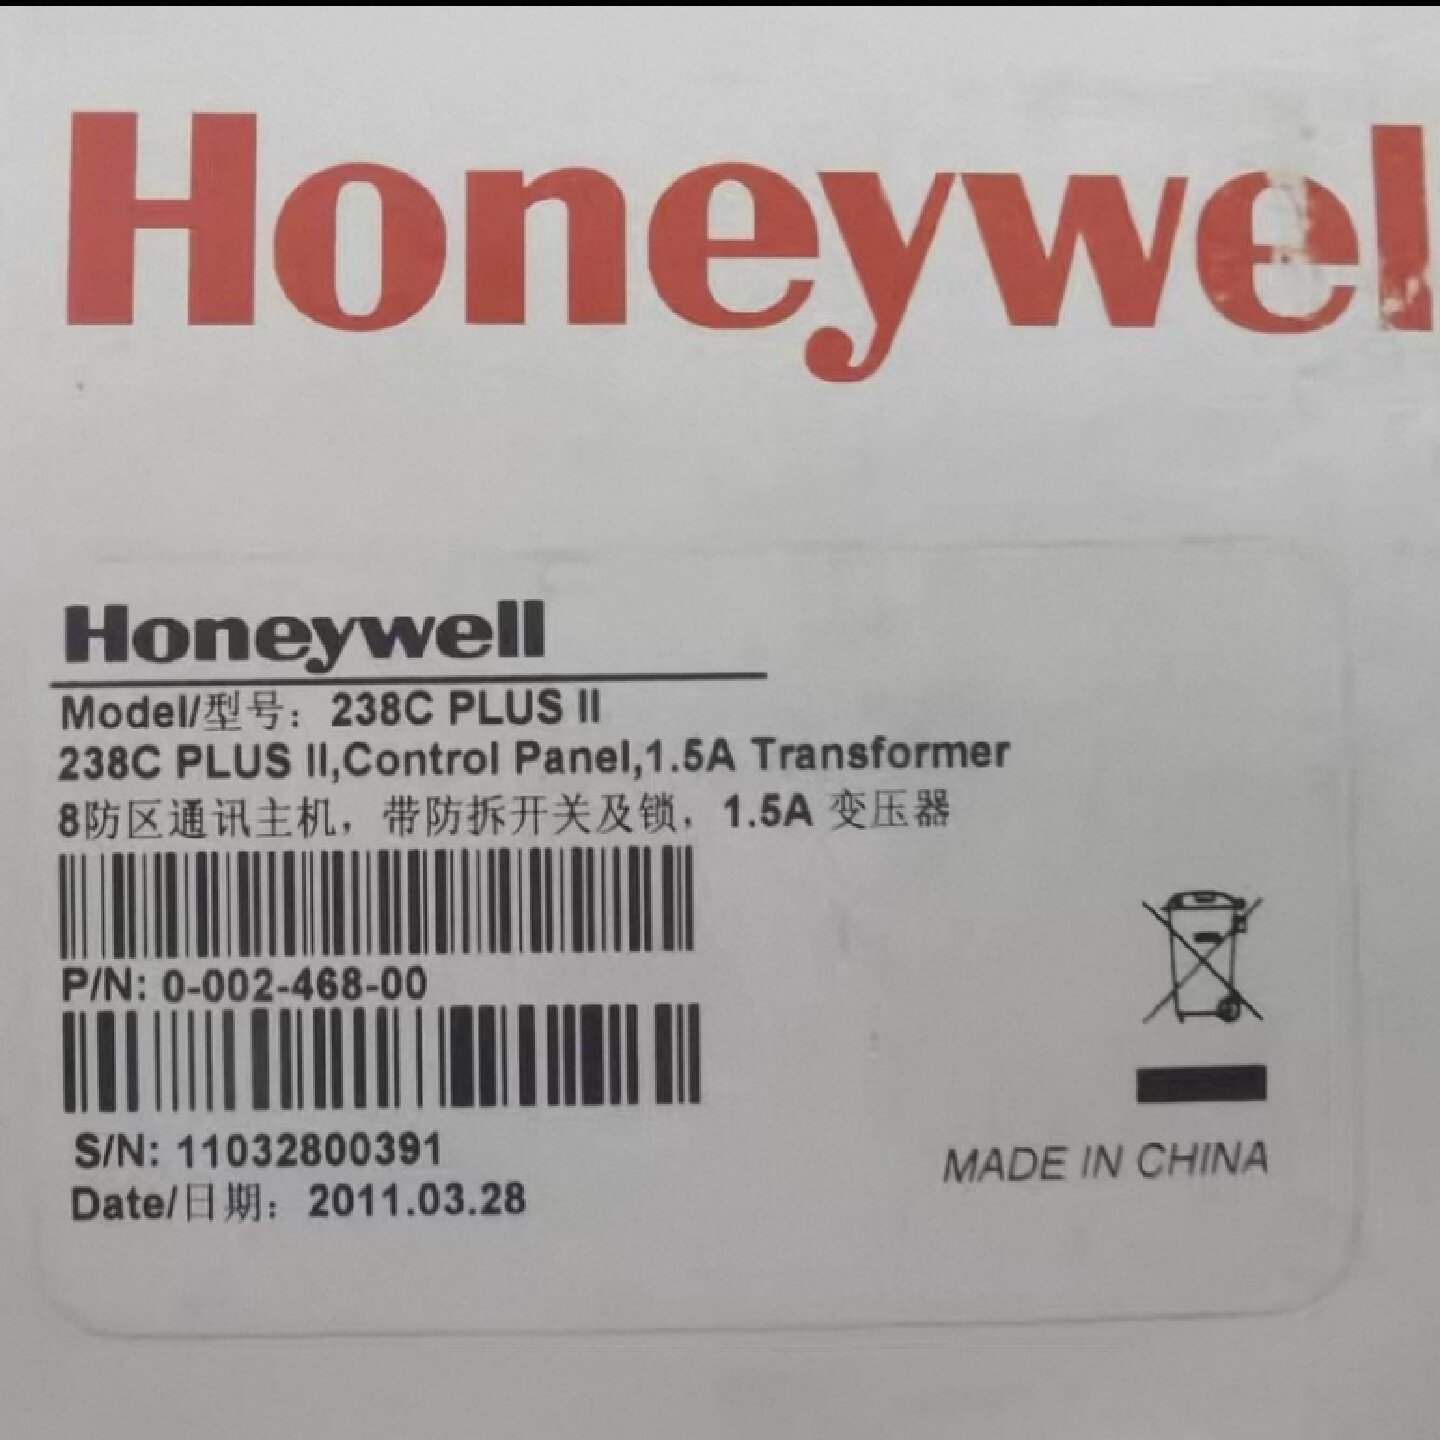 Honeywel
Honeywell
Model/型号：238C PLUS II
238C PLUS II,Control Panel,1.5A Transformer
8防区通讯主机，带防拆开关及锁，1.5A 变压器
P/N: 0-002-468-00
S/N: 11032800391
Date/日期：2011.03.28
MADE IN CHINA